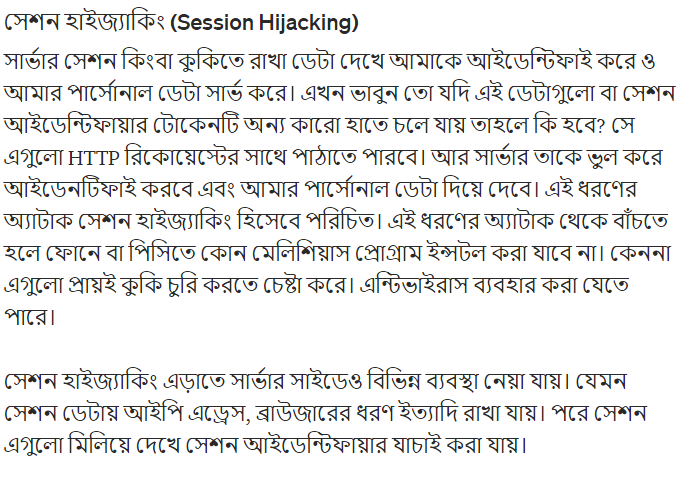 সেশন হাইজ্যাকিং (Session Hijacking)
সার্ভার সেশন কিংবা কুকিতে রাখা ডেটা দেখে আমাকে আইডেন্টিফাই করে ও
আমার পার্সোনাল ডেটা সার্ভ করে। এখন ভাবুন তো যদি এই ডেটাগুলো বা সেশন
আইডেন্টিফায়ার টোকেনটি অন্য কারো হাতে চলে যায় তাহলে কি হবে? সে
এগুলো HTTP রিকোয়েস্টের সাথে পাঠাতে পারবে। আর সার্ভার তাকে ভুল করে
আইডেনটিফাই করবে এবং আমার পার্সোনাল ডেটা দিয়ে দেবে। এই ধরণের
অ্যাটাক সেশন হাইজ্যাকিং হিসেবে পরিচিত। এই ধরণের অ্যাটাক থেকে বাঁচতে
হলে ফোনে বা পিসিতে কোন মেলিশিয়াস প্রোগ্রাম ইন্সটল করা যাবে না। কেননা
এগুলো প্রায়ই কুকি চুরি করতে চেষ্টা করে। এন্টিভাইরাস ব্যবহার করা যেতে
পারে।
সেশন হাইজ্যাকিং এড়াতে সার্ভার সাইডেও বিভিন্ন ব্যবস্থা নেয়া যায়। যেমন
সেশন ডেটায় আইপি এড্রেস, ব্রাউজারের ধরণ ইত্যাদি রাখা যায়। পরে সেশন
এগুলো মিলিয়ে দেখে সেশন আইডেন্টিফায়ার যাচাই করা যায়।